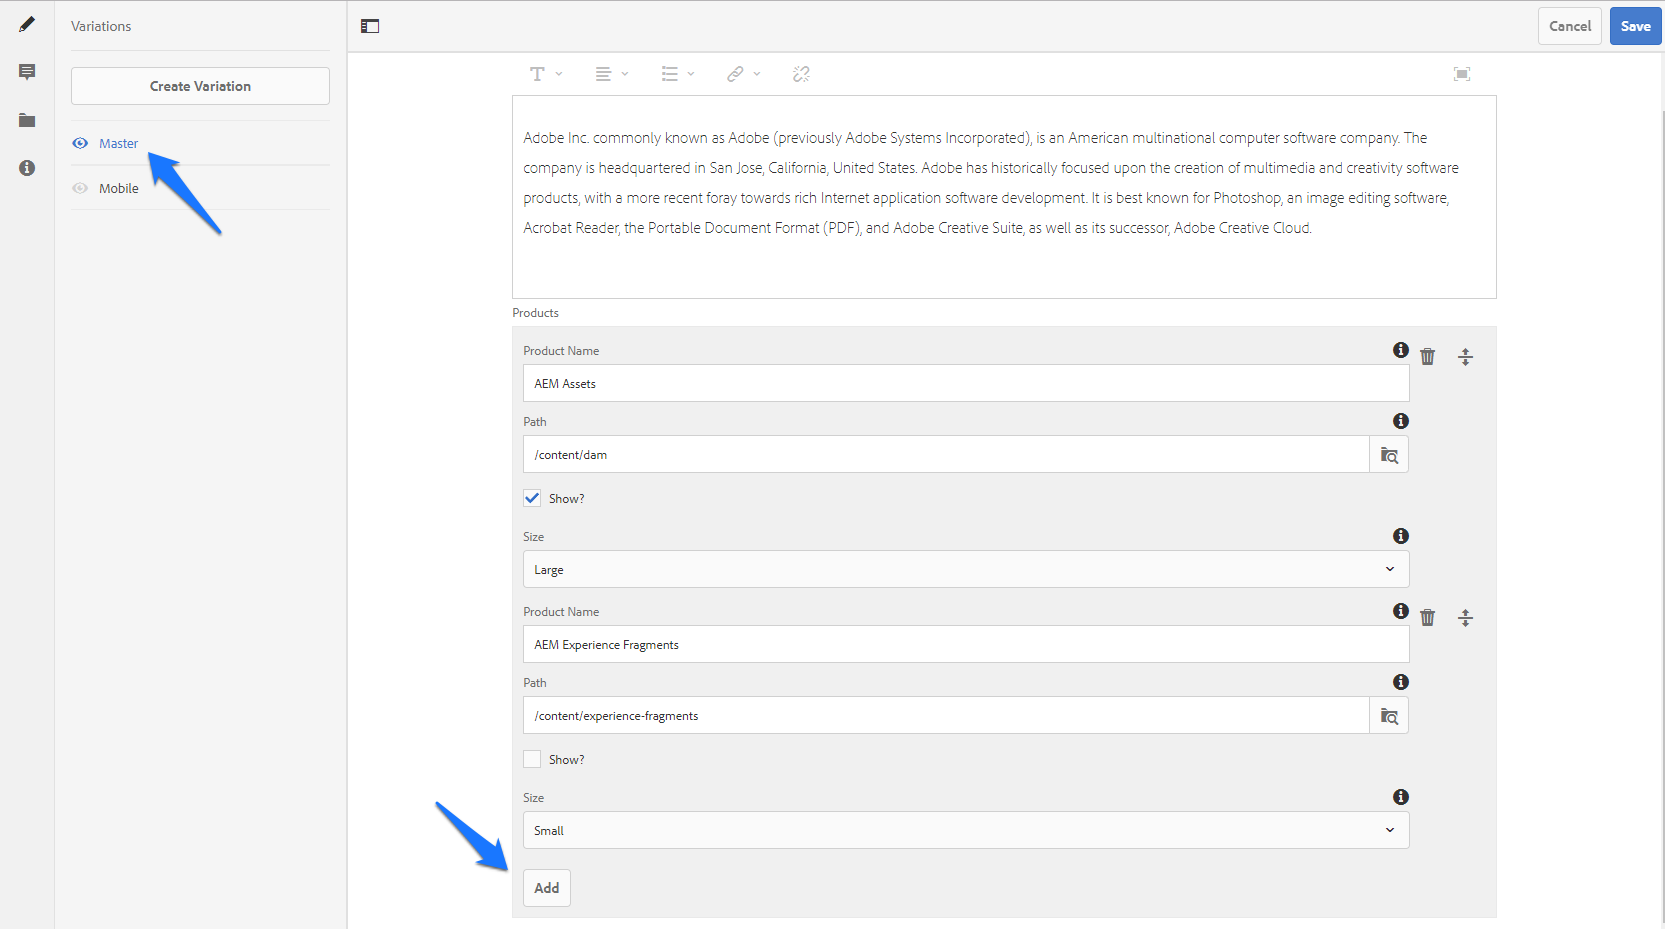 Variations
Cancel
Save
Create Variation
Master
Mobile
Adobe Inc. commonly known as Adobe (previously Adobe Systems Incorporated), is an American multinational computer software company. The
company is headquartered in San Jose, California, United States. Adobe has historically focused upon the creation of multimedia and creativity software
products, with a more recent foray towards rich Internet application software development. It is best known for Photoshop, an image editing software,
Acrobat Reader, the Portable Document Format (PDF), and Adobe Creative Suite, as well as its successor, Adobe Creative Cloud.
Products
Product Name
AEM Assets
Path
/content/dam
Show?
Size
Large
Product Name
AEM Experience Fragments
Path
/content/experience-fragments
Show?
Size
Small
Add